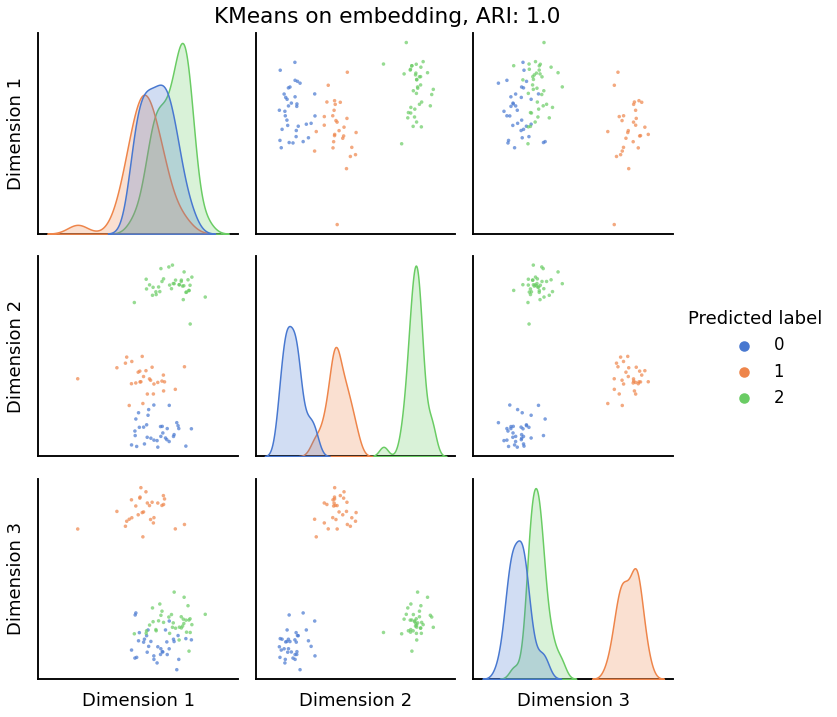 KMeans on embedding, ARI: 1.0
Dimension 1
Dimension 2
Dimension 3
Predicted label
0
1
2
Dimension 1
Dimension 2
Dimension 3